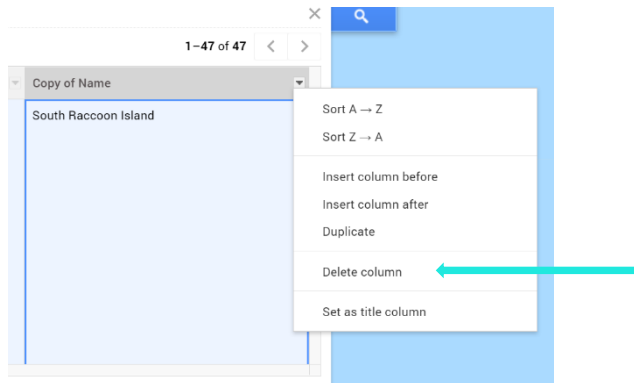 1–47 of 47
Copy of Name
South Raccoon Island
Sort A → Z
Sort Z → A
Insert column before
Insert column after
Duplicate
Delete column
Set as title column